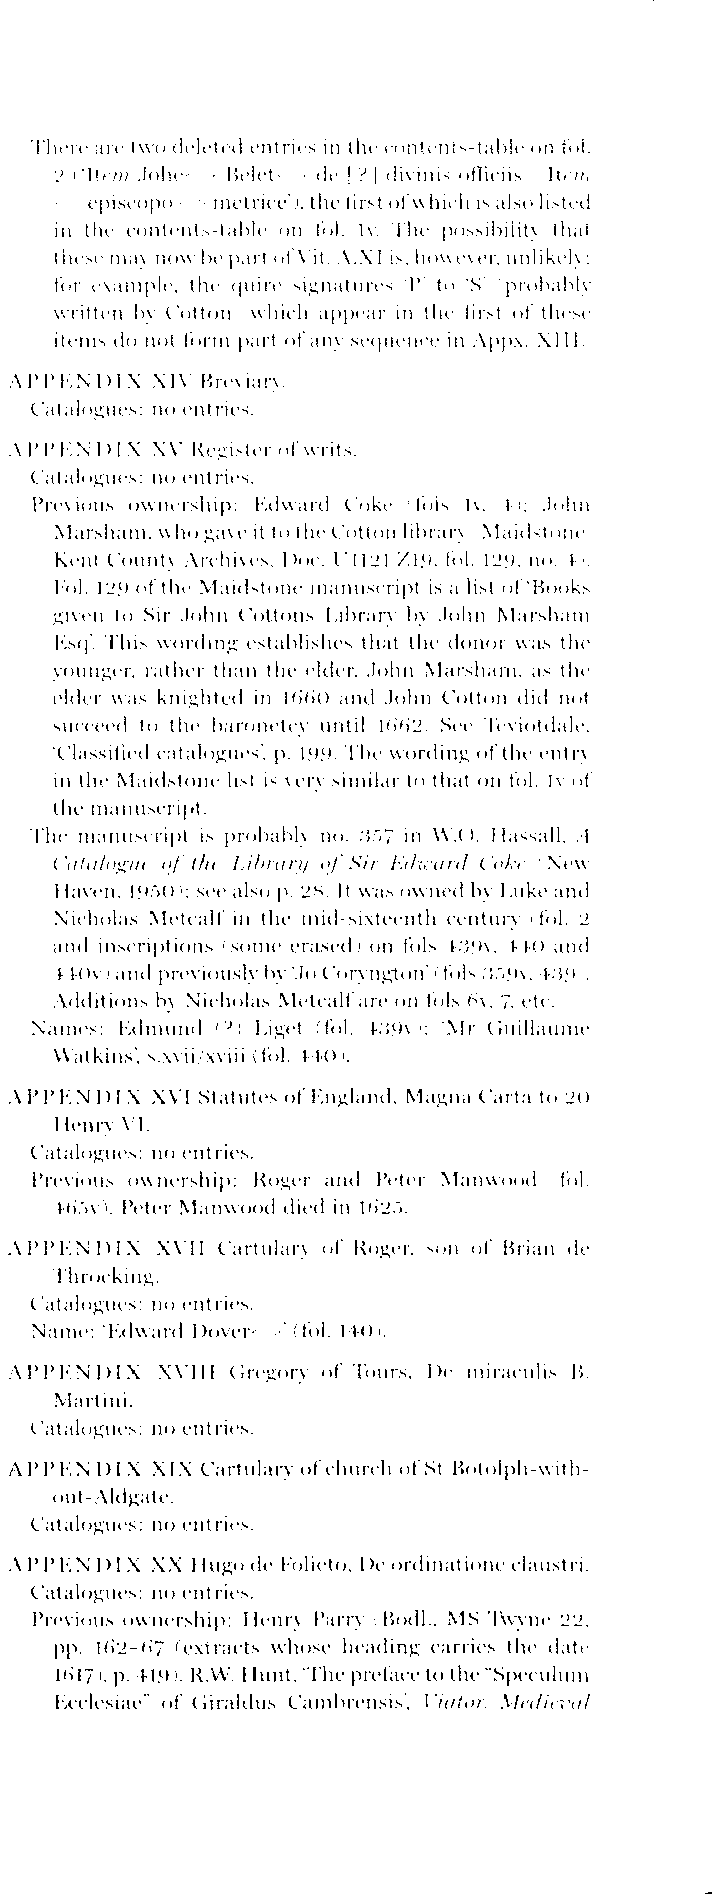 There are two deleted entries in the contents-table on fol.
2 ('Item Johe< > Belet< > de [?] divinis officiis Item
< > episcopo < > metrice'), the first of which is also listed
in the contents-table on fol. 1v. The possibility that
these may now be part of Vit. A.XI is, however, unlikely:
for example, the quire signatures 'P' to 'S' (probably
written by Cotton) which appear in the first of these
items do not form part of any sequence in Appx. XIII.
APPENDIX XIV Breviary.
Catalogues: no entries.
APPENDIX XV Register of writs.
Catalogues: no entries.
Previous ownership: Edward Coke (fols 1v, 4); John
Marsham, who gave it to the Cotton library (Maidstone,
Kent County Archives, Doc. U1121 Z19, fol. 129, no. 4).
Fol. 129 of the Maidstone manuscript is a list of 'Books
given to Sir John Cottons Library by John Marsham
Esq'. This wording establishes that the donor was the
younger, rather than the elder, John Marsham, as the
elder was knighted in 1660 and John Cotton did not
succeed to the baronetcy until 1662. See Teviotdale,
'Classified catalogues', p. 199. The wording of the entry
in the Maidstone list is very similar to that on fol. 1v of
the manuscript.
The manuscript is probably no. 357 in W.O. Hassall, A
Catalogue of the Library of Sir Edward Coke (New
Haven, 1950); see also p. 28. It was owned by Luke and
Nicholas Metcalf in the mid-sixteenth century (fol. 2
and inscriptions (some erased) on fols 439v, 440 and
440v) and previously by 'Jo Coryngton' (fols 359v, 439).
Additions by Nicholas Metcalf are on fols 6v, 7, etc.
Names: Edmund (?) Liget (fol. 439v); 'Mr Guillaume
Watkins', s.xvii/xviii (fol. 440).
APPENDIX XVI Statutes of England, Magna Carta to 20
Henry VI.
Catalogues: no entries.
Previous ownership: Roger and Peter Manwood (fol.
465v). Peter Manwood died in 1625.
APPENDIX XVII Cartulary of Roger, son of Brian de
Throcking.
Catalogues: no entries.
Name: 'Edward Dover< >' (fol. 140).
APPENDIX XVIII Gregory of Tours, De miraculis B.
Martini.
Catalogues: no entries.
APPENDIX XIX Cartulary of church of St Botolph-with-
out-Aldgate.
Catalogues: no entries.
APPENDIX XX Hugo de Folieto, De ordinatione claustri.
Catalogues: no entries.
Previous ownership: Henry Parry (Bodl., MS Twyne 22,
pp. 162–67 (extracts whose heading carries the date
1617), p. 419). R.W. Hunt, 'The preface to the "Speculum
Ecclesiae" of Giraldus Cambrensis', Viator. Medieval